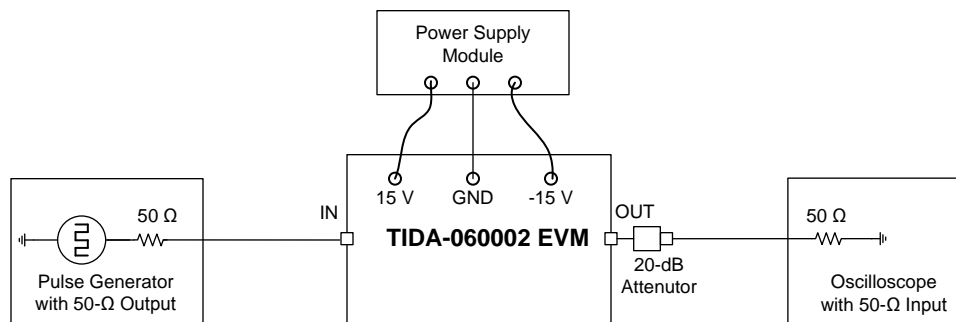 Power Supply
Module
15 V
GND
-15 V
50 Ω
IN
TIDA-060002 EVM
OUT
50 Ω
20-dB
Attenutor
Pulse Generator
with 50-Ω Output
Oscilloscope
with 50-Ω Input